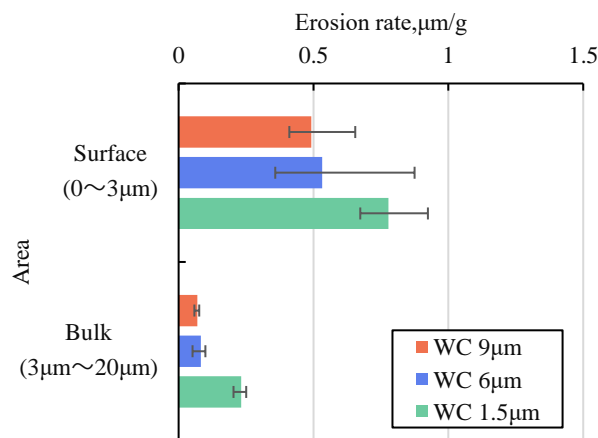 Erosion rate,μm/g
0 0.5 1 1.5
Surface
(0～3μm)
Area
Bulk
(3μm～20μm)
WC 9μm
WC 6μm
WC 1.5μm